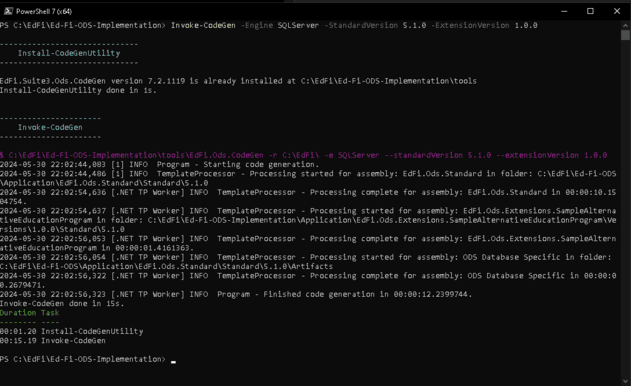 PowerShell 7 (x64)
PS C:\EdFi\Ed-Fi-ODS-Implementation> Invoke-CodeGen -Engine SQLServer -StandardVersion 5.1.0 -ExtensionVersion 1.0.0
------------------------------
Install-CodeGenUtility
------------------------------
EdFi.Suite3.Ods.CodeGen version 7.2.1119 is already installed at C:\EdFi\Ed-Fi-ODS-Implementation\tools
Install-CodeGenUtility done in 1s.
----------------------
Invoke-CodeGen
----------------------
& C:\EdFi\Ed-Fi-ODS-Implementation\tools\EdFi.Ods.CodeGen -r C:\EdFi\ -e SQLServer --standardVersion 5.1.0 --extensionVersion 1.0.0
2024-05-30 22:02:44,083 [1] INFO  Program - Starting code generation.
2024-05-30 22:02:44,486 [1] INFO  TemplateProcessor - Processing started for assembly: EdFi.Ods.Standard in folder: C:\EdFi\Ed-Fi-ODS
\Application\EdFi.Ods.Standard\Standard\5.1.0
2024-05-30 22:02:54,636 [.NET TP Worker] INFO  TemplateProcessor - Processing complete for assembly: EdFi.Ods.Standard in 00:00:10.15
04754.
2024-05-30 22:02:54,637 [.NET TP Worker] INFO  TemplateProcessor - Processing started for assembly: EdFi.Ods.Extensions.SampleAlterna
tiveEducationProgram in folder: C:\EdFi\Ed-Fi-ODS-Implementation\Application\EdFi.Ods.Extensions.SampleAlternativeEducationProgram\Ve
rsions\1.0.0\Standard\5.1.0
2024-05-30 22:02:56,053 [.NET TP Worker] INFO  TemplateProcessor - Processing complete for assembly: EdFi.Ods.Extensions.SampleAltern
ativeEducationProgram in 00:00:01.4161363.
2024-05-30 22:02:56,054 [.NET TP Worker] INFO  TemplateProcessor - Processing started for assembly: ODS Database Specific in folder:
C:\EdFi\Ed-Fi-ODS\Application\EdFi.Ods.Standard\Standard\5.1.0\Artifacts
2024-05-30 22:02:56,322 [.NET TP Worker] INFO  TemplateProcessor - Processing complete for assembly: ODS Database Specific in 00:00:0
0.2679471.
2024-05-30 22:02:56,323 [.NET TP Worker] INFO  Program - Finished code generation in 00:00:12.2399744.
Invoke-CodeGen done in 15s.
Duration Task
-------- ----
00:01.20 Install-CodeGenUtility
00:15.19 Invoke-CodeGen
PS C:\EdFi\Ed-Fi-ODS-Implementation>